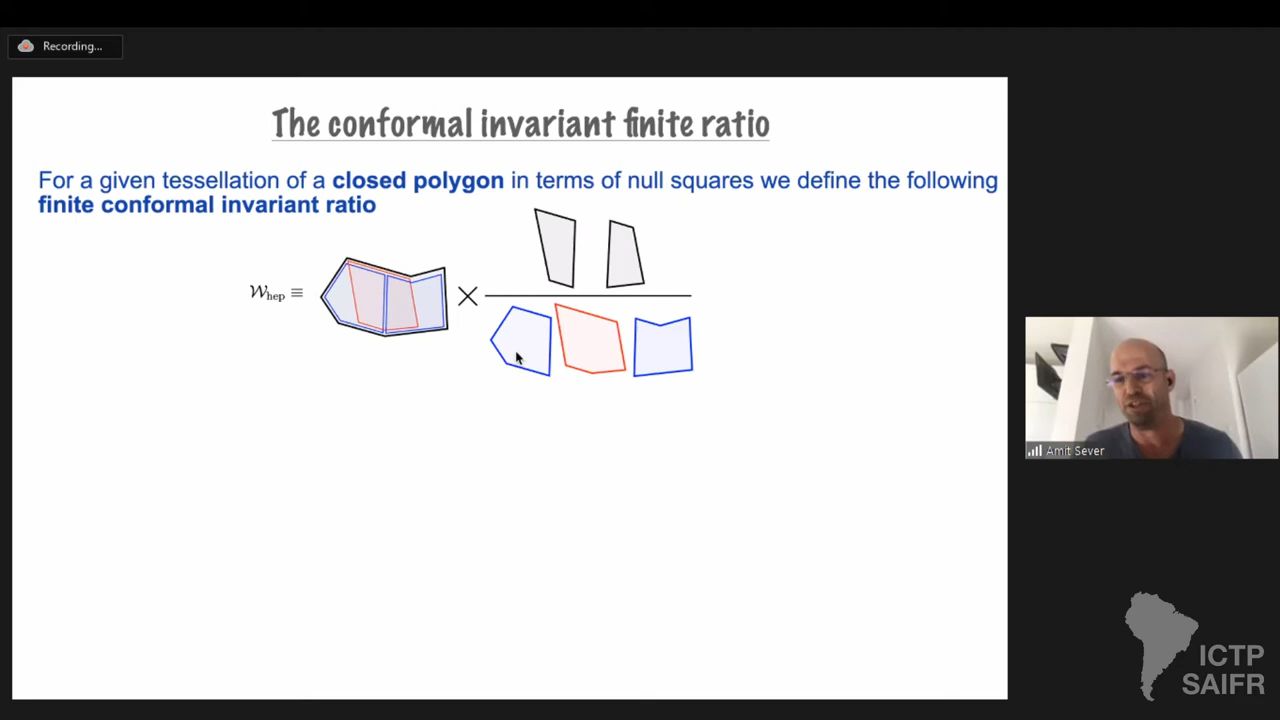 Recording...
The conformal invariant finite ratio
For a given tessellation of a closed polygon in terms of null squares we define the following
finite conformal invariant ratio
𝒲hep ≡
×
Amit Sever
ICTP
SAIFR